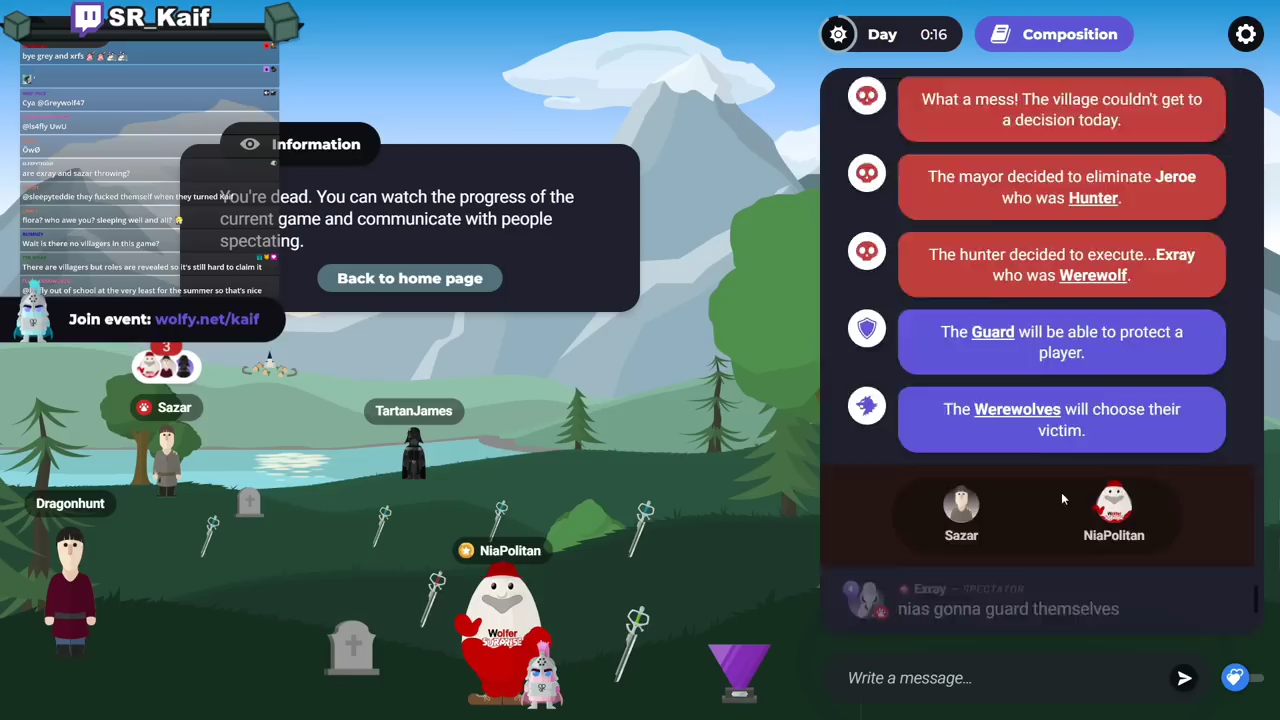 SR_Kaif
bye grey and xrfs
Cya @Greywolf47
@ls4fly UwU
ÕwØ
SLEEPYTEDDIE
are exray and sazar throwing?
@sleepyteddie they fucked themself when they turned kaif
flora? who awe you? sleeping well and all?
Wait is there no villagers in this game?
There are villagers but roles are revealed so it's still hard to claim it
out of school at the very least for the summer so that's nice
Join event: wolfy.net/kaif
Information
You're dead. You can watch the progress of the
current game and communicate with people
spectating.
Back to home page
3
Sazar
TartanJames
Dragonhunt
NiaPolitan
Wolfer
SURPRISE
Day 0:16
Composition
What a mess! The village couldn't get to
a decision today.
The mayor decided to eliminate Jeroe
who was Hunter.
The hunter decided to execute...Exray
who was Werewolf.
The Guard will be able to protect a
player.
The Werewolves will choose their
victim.
Sazar
NiaPolitan
Exray – SPECTATOR
nias gonna guard themselves
Write a message...